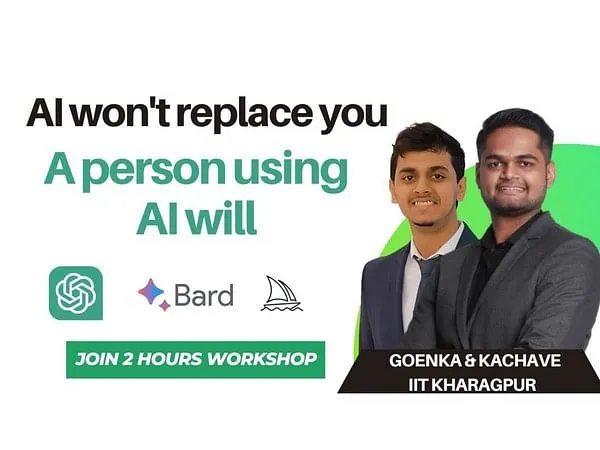 AI won't replace you
A person using
AI will
Bard
JOIN 2 HOURS WORKSHOP
GOENKA & KACHAVE
IIT KHARAGPUR